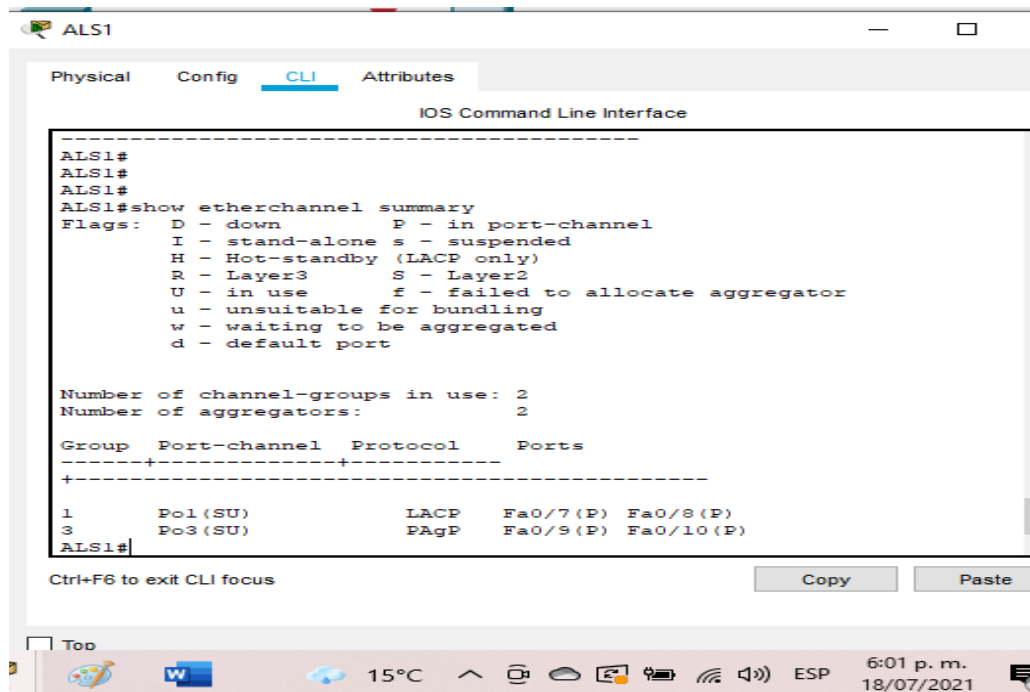 ALS1
Physical Config CLI Attributes
IOS Command Line Interface
------------------------------------------------
ALS1#
ALS1#
ALS1#
ALS1#show etherchannel summary
Flags:  D - down        P - in port-channel
        I - stand-alone s - suspended
        H - Hot-standby (LACP only)
        R - Layer3      S - Layer2
        U - in use      f - failed to allocate aggregator
        u - unsuitable for bundling
        w - waiting to be aggregated
        d - default port
Number of channel-groups in use: 2
Number of aggregators:           2
Group  Port-channel  Protocol    Ports
------+-------------+-----------
+---------------------------------------------------
1      Po1(SU)           LACP   Fa0/7(P) Fa0/8(P)
3      Po3(SU)           PAgP   Fa0/9(P) Fa0/10(P)
ALS1#
Ctrl+F6 to exit CLI focus Copy Paste
Top
W 15°C ESP 6:01 p. m.
18/07/2021